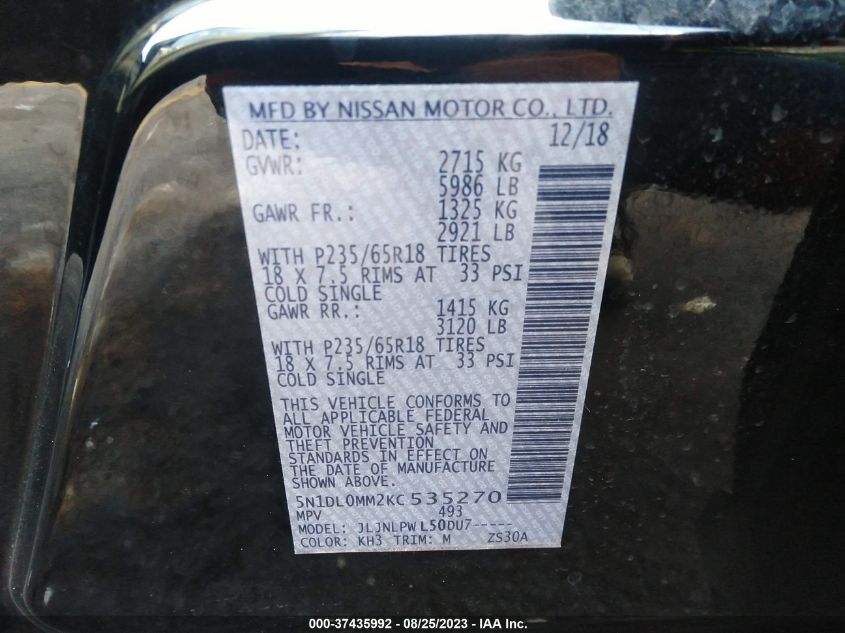 MFD BY NISSAN MOTOR CO., LTD.
DATE: 12/18
GVWR: 2715 KG
5986 LB
GAWR FR.: 1325 KG
2921 LB
WITH P235/65R18 TIRES
18 X 7.5 RIMS AT 33 PSI
COLD SINGLE
GAWR RR.: 1415 KG
3120 LB
WITH P235/65R18 TIRES
18 X 7.5 RIMS AT 33 PSI
COLD SINGLE
THIS VEHICLE CONFORMS TO
ALL APPLICABLE FEDERAL
MOTOR VEHICLE SAFETY AND
THEFT PREVENTION
STANDARDS IN EFFECT ON
THE DATE OF MANUFACTURE
SHOWN ABOVE.
5N1DL0MM2KC535270
MPV 493
MODEL: JLJNLPW L50DU7-----
COLOR: KH3 TRIM: M ZS30A
000-37435992 / 08/25/2023 / IAA Inc.